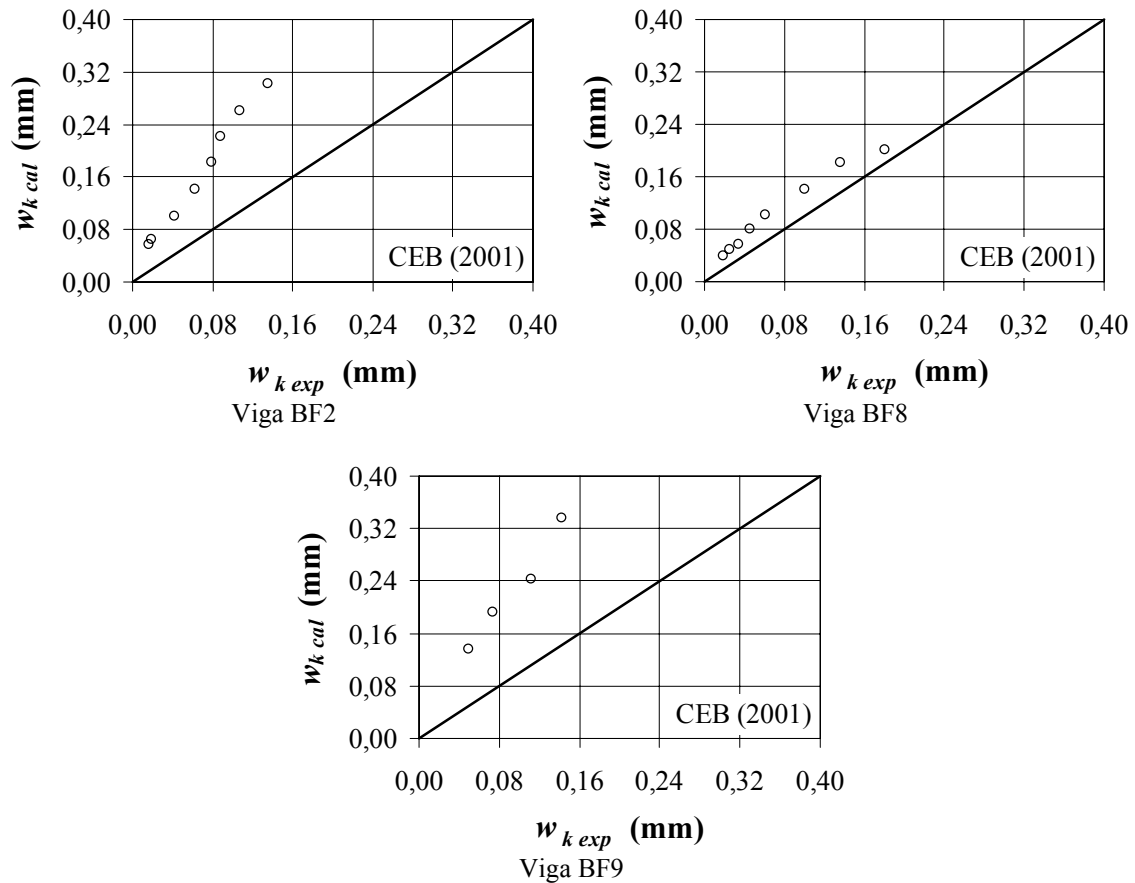 0,40
0,32
0,24
0,16
0,08
0,00
w k cal (mm)
CEB (2001)
0,00 0,08 0,16 0,24 0,32 0,40
w k exp (mm)
Viga BF2
0,40
0,32
0,24
0,16
0,08
0,00
w k cal (mm)
CEB (2001)
0,00 0,08 0,16 0,24 0,32 0,40
w k exp (mm)
Viga BF8
0,40
0,32
0,24
0,16
0,08
0,00
w k cal (mm)
CEB (2001)
0,00 0,08 0,16 0,24 0,32 0,40
w k exp (mm)
Viga BF9